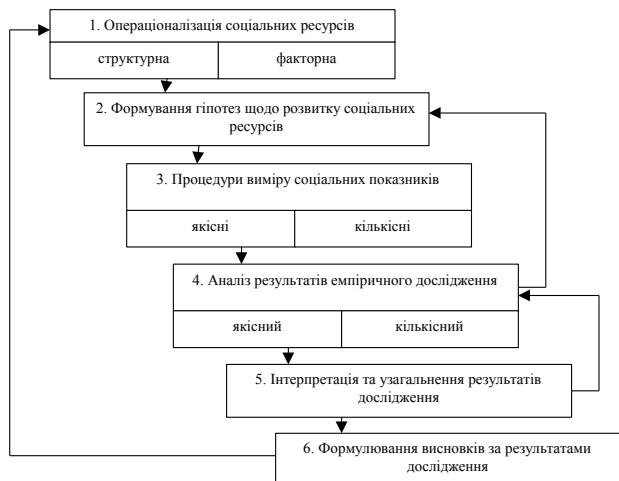 1. Операціоналізація соціальних ресурсів
структурна
факторна
2. Формування гіпотез щодо розвитку соціальних
ресурсів
3. Процедури виміру соціальних показників
якісні
кількісні
4. Аналіз результатів емпіричного дослідження
якісний
кількісний
5. Інтерпретація та узагальнення результатів
дослідження
6. Формулювання висновків за результатами
дослідження